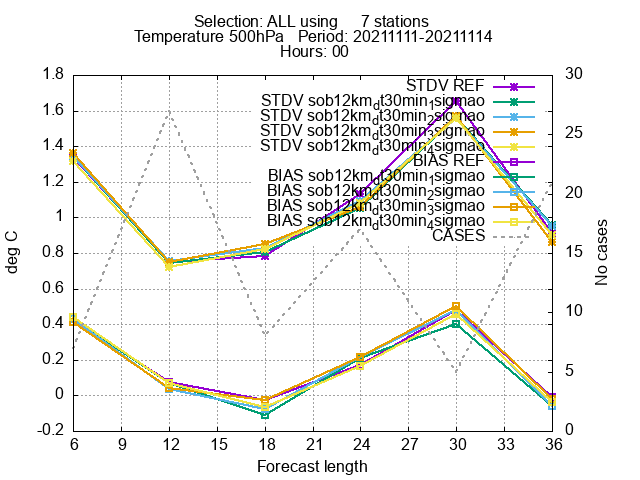 Selection: ALL using 7 stations
Temperature 500hPa Period: 20211111-20211114
Hours: 00
STDV REF
STDV sob12km_dt30min_1sigmao
STDV sob12km_dt30min_2sigmao
STDV sob12km_dt30min_3sigmao
STDV sob12km_dt30min_4sigmao
BIAS REF
BIAS sob12km_dt30min_1sigmao
BIAS sob12km_dt30min_2sigmao
BIAS sob12km_dt30min_3sigmao
BIAS sob12km_dt30min_4sigmao
CASES
1.8
1.6
1.4
1.2
1
0.8
0.6
0.4
0.2
0
-0.2
deg C
30
25
20
15
10
5
0
No cases
6 9 12 15 18 21 24 27 30 33 36
Forecast length